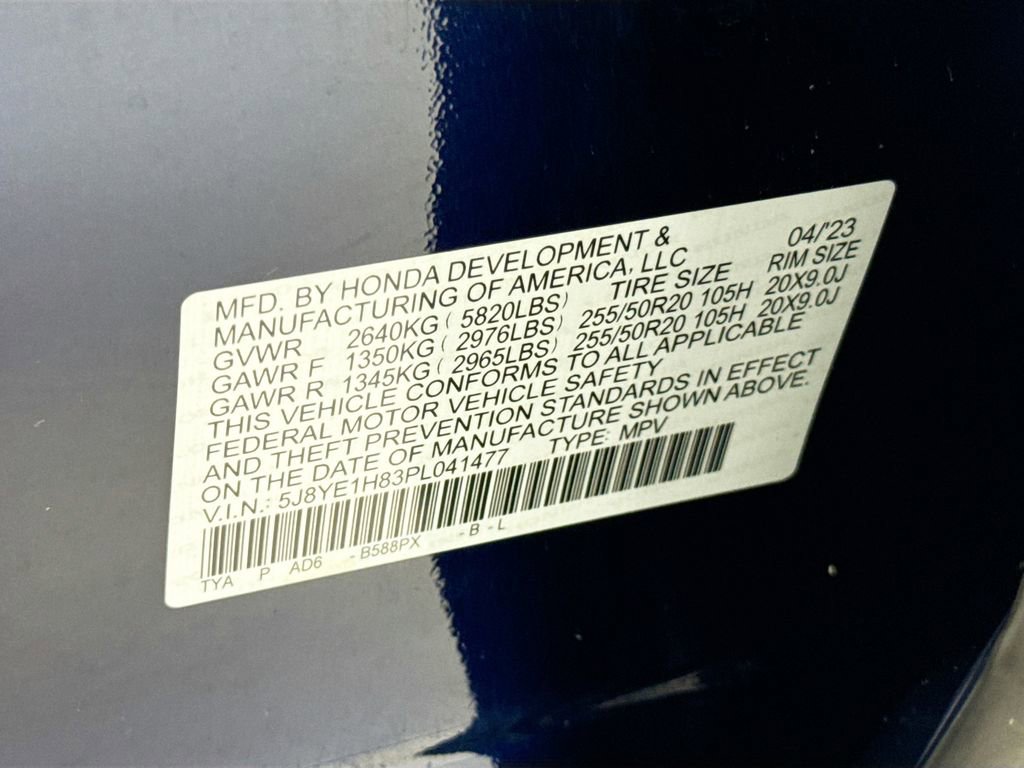 MFD. BY HONDA DEVELOPMENT & 04/'23
MANUFACTURING OF AMERICA, LLC
GVWR 2640KG ( 5820LBS) TIRE SIZE RIM SIZE
GAWR F 1350KG ( 2976LBS) 255/50R20 105H 20X9.0J
GAWR R 1345KG ( 2965LBS) 255/50R20 105H 20X9.0J
THIS VEHICLE CONFORMS TO ALL APPLICABLE
FEDERAL MOTOR VEHICLE SAFETY
AND THEFT PREVENTION STANDARDS IN EFFECT
ON THE DATE OF MANUFACTURE SHOWN ABOVE.
V.I.N.: 5J8YE1H83PL041477 TYPE: MPV
TYA P AD6 - B588PX - B - L